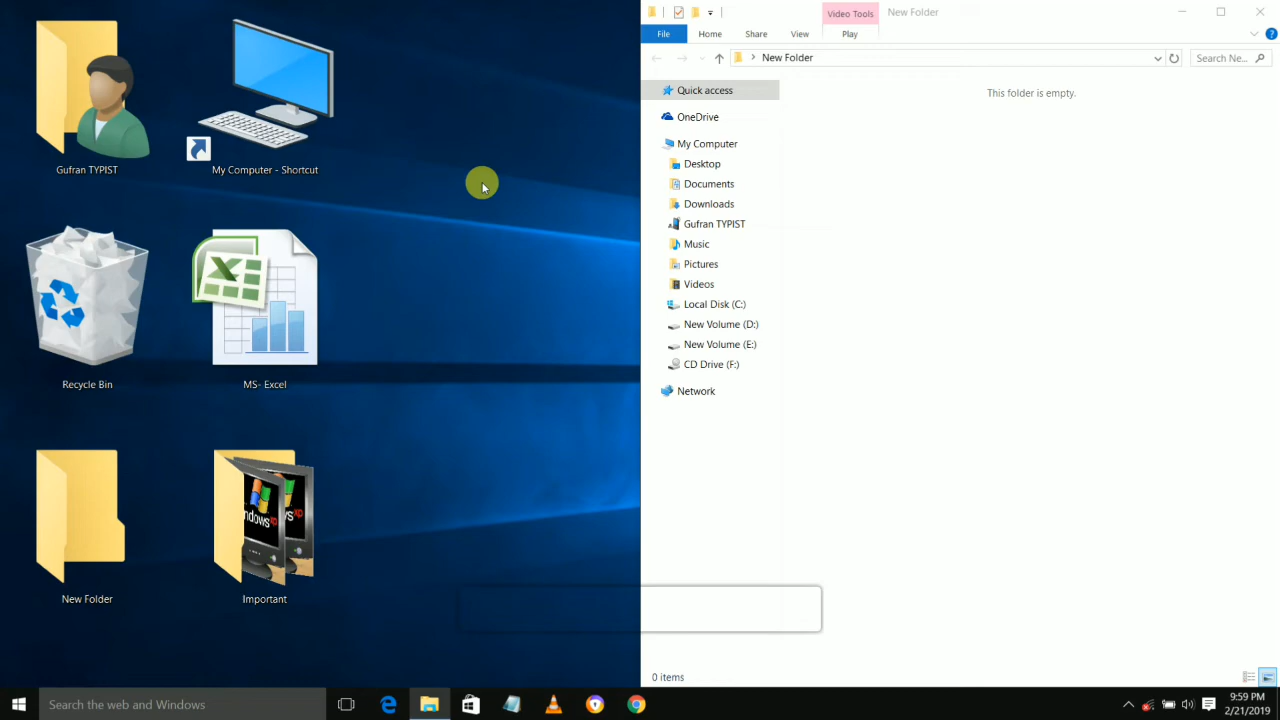 Gufran TYPIST
My Computer - Shortcut
Recycle Bin
MS- Excel
New Folder
Important
Video Tools
New Folder
File
Home
Share
View
Play
New Folder
Search Ne...
Quick access
This folder is empty.
OneDrive
My Computer
Desktop
Documents
Downloads
Gufran TYPIST
Music
Pictures
Videos
Local Disk (C:)
New Volume (D:)
New Volume (E:)
CD Drive (F:)
Network
0 items
Search the web and Windows
9:59 PM
2/21/2019